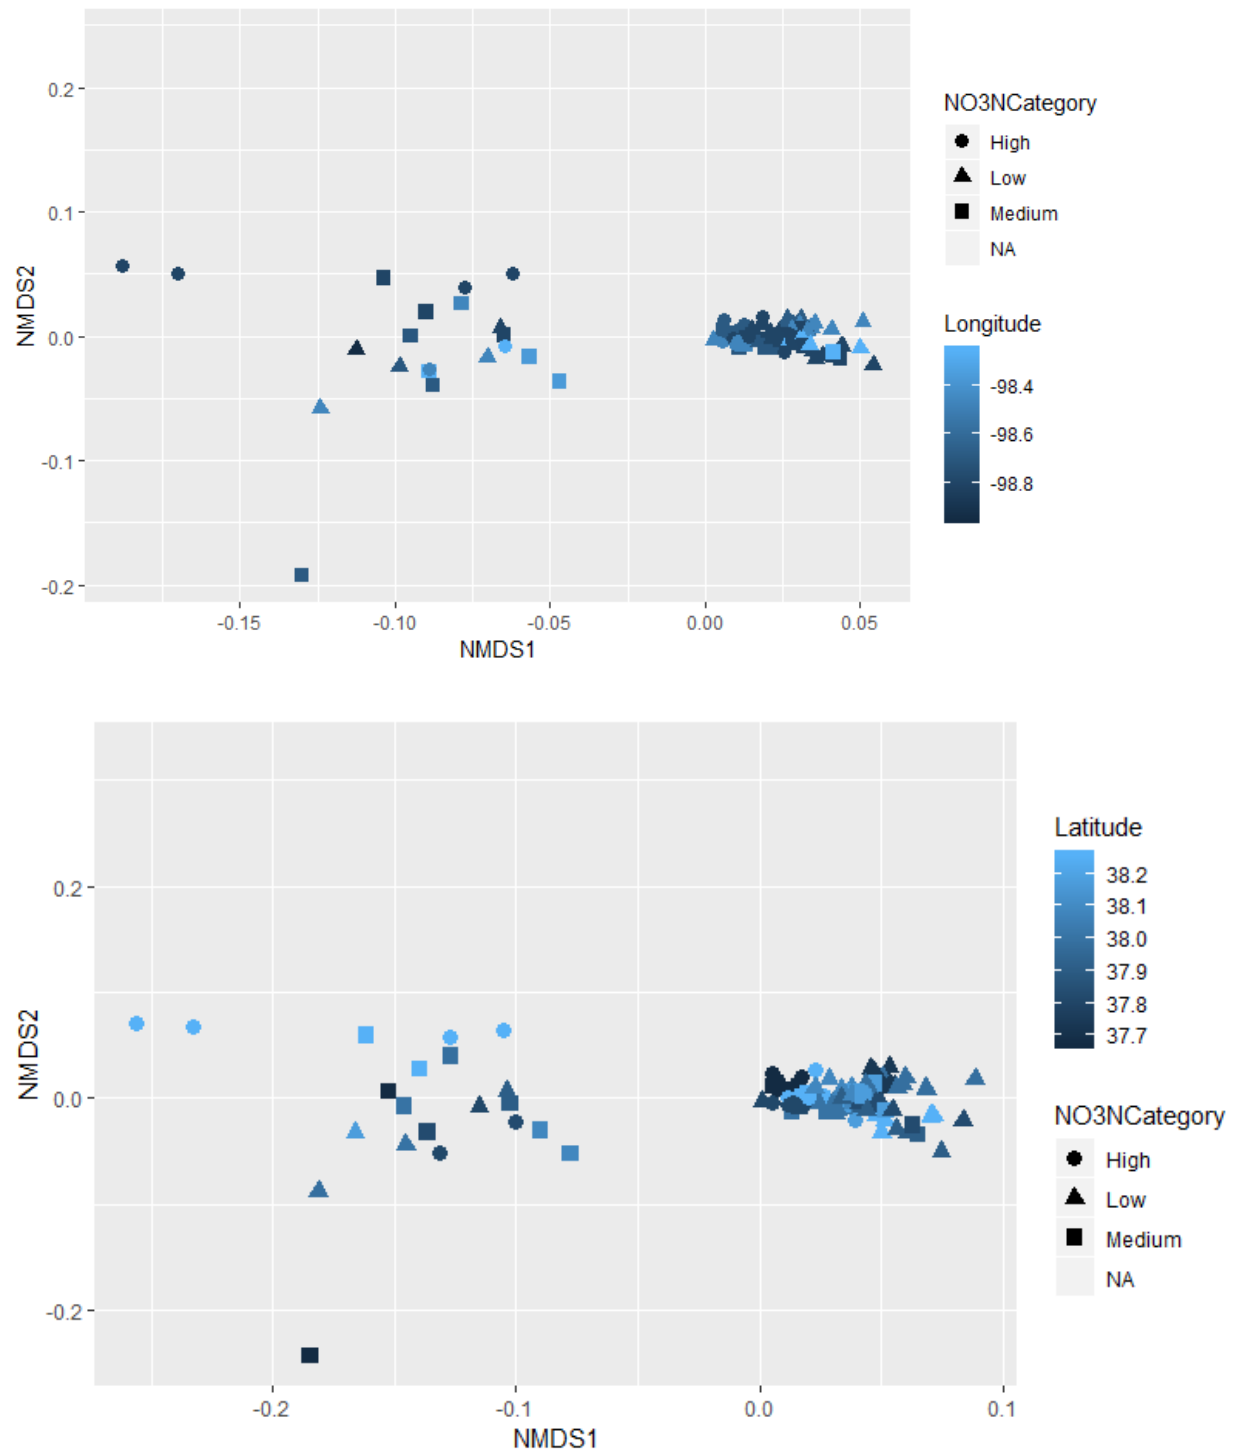 0.2
0.1
0.0
-0.1
-0.2
NMDS2
-0.15
-0.10
-0.05
0.00
0.05
NMDS1
NO3NCategory
High
Low
Medium
NA
Longitude
-98.4
-98.6
-98.8
0.2
0.0
-0.2
NMDS2
-0.2
-0.1
0.0
0.1
NMDS1
Latitude
38.2
38.1
38.0
37.9
37.8
37.7
NO3NCategory
High
Low
Medium
NA